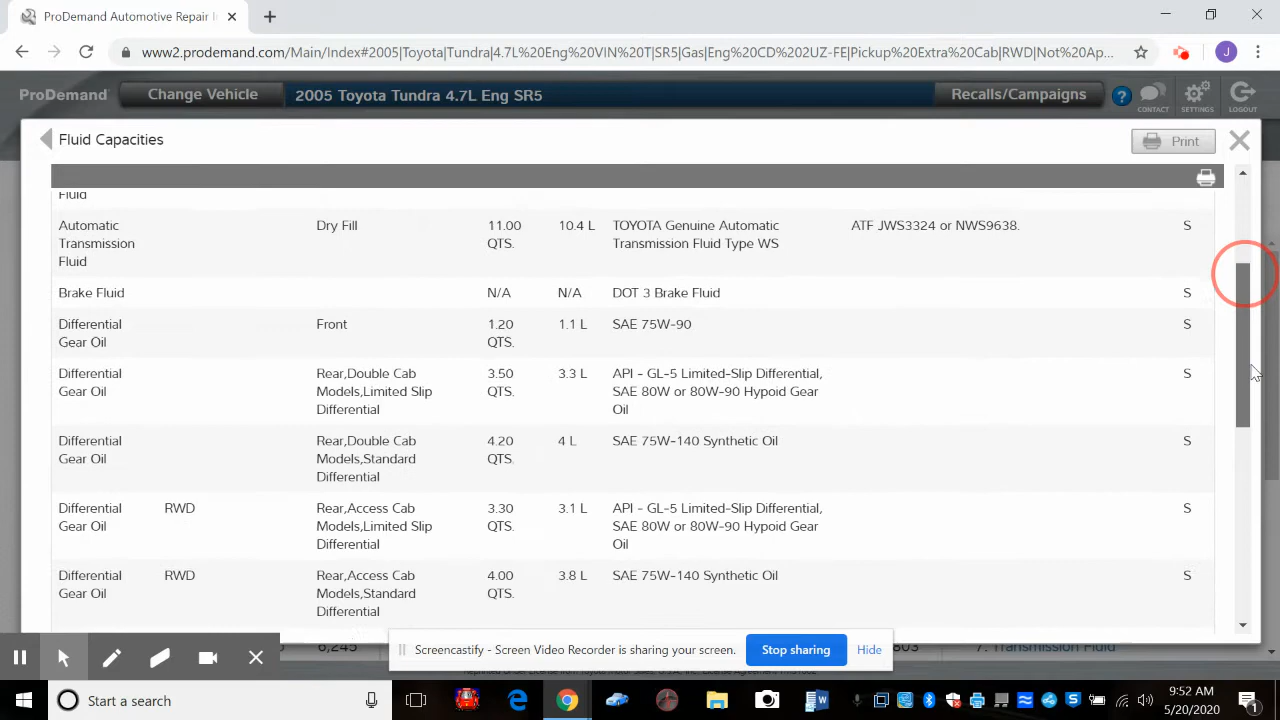 ProDemand Automotive Repair I
www2.prodemand.com/Main/Index#2005|Toyota|Tundra|4.7L%20Eng%20VIN%20T|SR5|Gas|Eng%20CD%202UZ-FE|Pickup%20Extra%20Cab|RWD|Not%20Ap...
J
ProDemand
Change Vehicle
2005 Toyota Tundra 4.7L Eng SR5
Recalls/Campaigns
?
CONTACT
SETTINGS
LOGOUT
Fluid Capacities
Print
Fluid
Automatic Dry Fill 11.00 10.4 L TOYOTA Genuine Automatic ATF JWS3324 or NWS9638. S
Transmission QTS. Transmission Fluid Type WS
Fluid
Brake Fluid N/A N/A DOT 3 Brake Fluid S
Differential Front 1.20 1.1 L SAE 75W-90 S
Gear Oil QTS.
Differential Rear,Double Cab 3.50 3.3 L API - GL-5 Limited-Slip Differential, S
Gear Oil Models,Limited Slip QTS. SAE 80W or 80W-90 Hypoid Gear
Differential Oil
Differential Rear,Double Cab 4.20 4 L SAE 75W-140 Synthetic Oil S
Gear Oil Models,Standard QTS.
Differential
Differential RWD Rear,Access Cab 3.30 3.1 L API - GL-5 Limited-Slip Differential, S
Gear Oil Models,Limited Slip QTS. SAE 80W or 80W-90 Hypoid Gear
Differential Oil
Differential RWD Rear,Access Cab 4.00 3.8 L SAE 75W-140 Synthetic Oil S
Gear Oil Models,Standard QTS.
Differential
6,245
803
7. Transmission Fluid
Screencastify - Screen Video Recorder is sharing your screen.
Stop sharing
Hide
Start a search
9:52 AM
5/20/2020
1